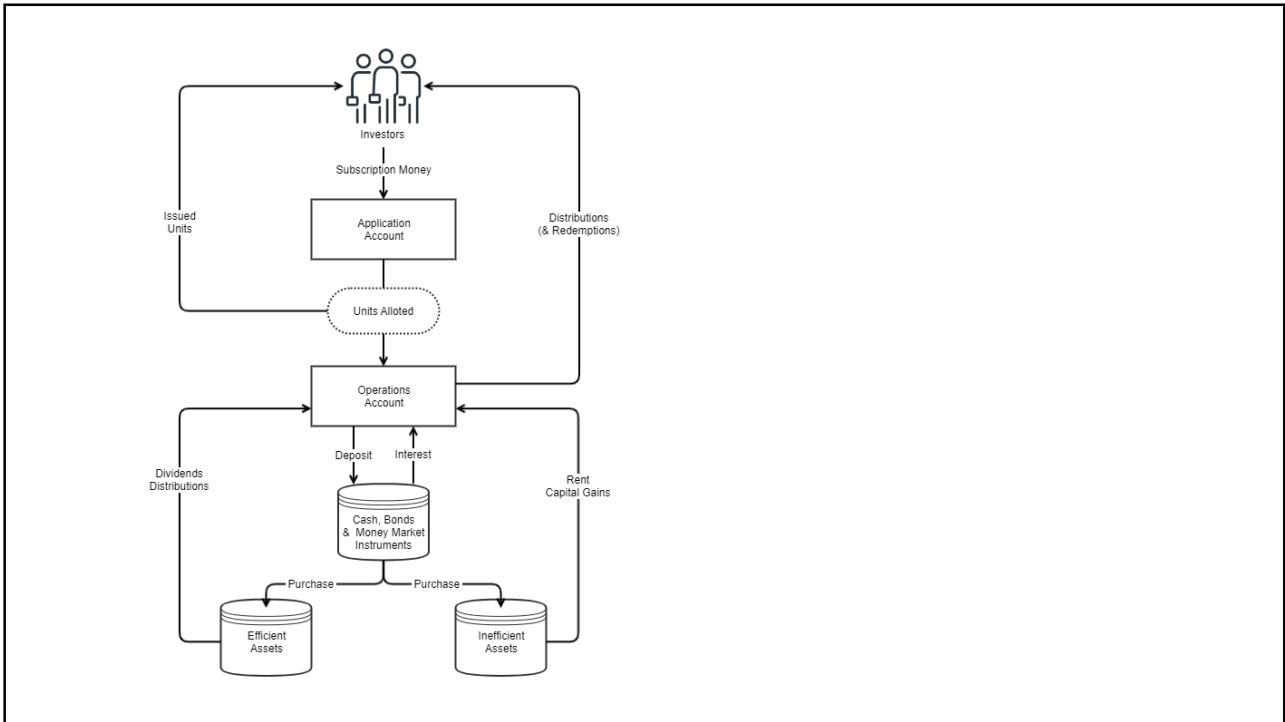 Investors
Subscription Money
Issued
Units
Application
Account
Distributions
(& Redemptions)
Units Alloted
Operations
Account
Deposit
Interest
Dividends
Distributions
Rent
Capital Gains
Cash, Bonds
& Money Market
Instruments
Purchase
Purchase
Efficient
Assets
Inefficient
Assets